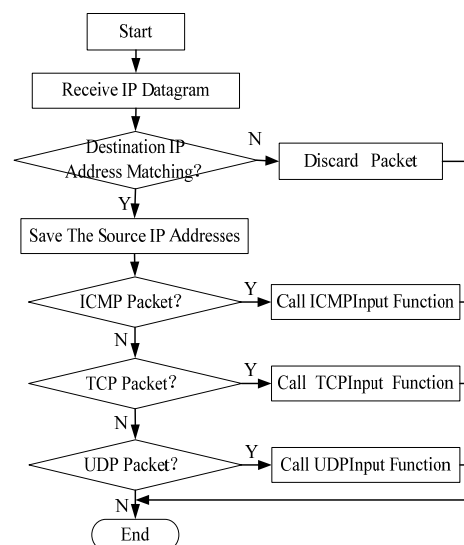 Start
Receive IP Datagram
Destination IP
Address Matching?
N
Discard Packet
Y
Save The Source IP Addresses
ICMP Packet?
Y
Call ICMPInput Function
N
TCP Packet?
Y
Call TCPInput Function
N
UDP Packet?
Y
Call UDPInput Function
N
End